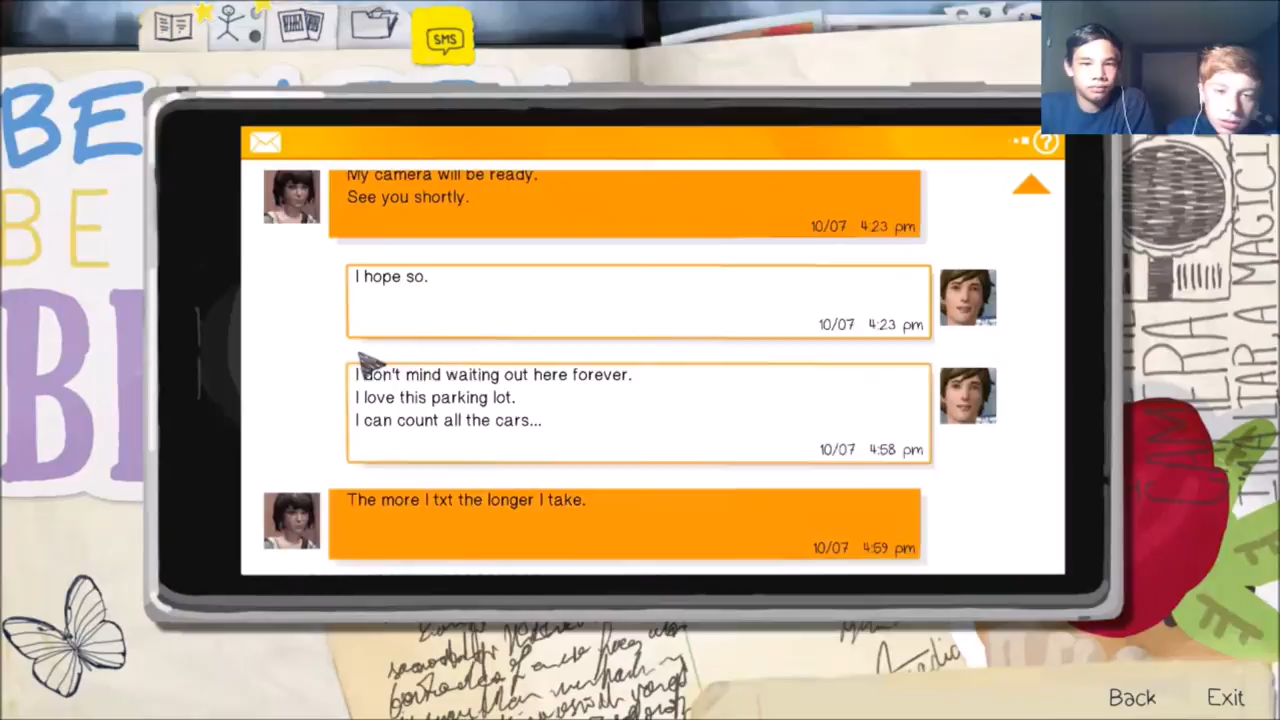 SMS
BE
BE
?
My camera will be ready.
See you shortly.
10/07 4:23 pm
I hope so.
10/07 4:23 pm
I don't mind waiting out here forever.
I love this parking lot.
I can count all the cars...
10/07 4:58 pm
The more I txt the longer I take.
10/07 4:59 pm
Back
Exit